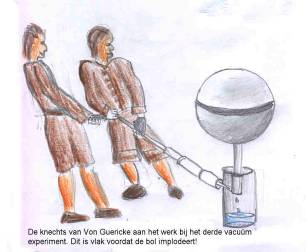 De knechts van Von Guericke aan het werk bij het derde vacuüm
experiment. Dit is vlak voordat de bol implodeert!